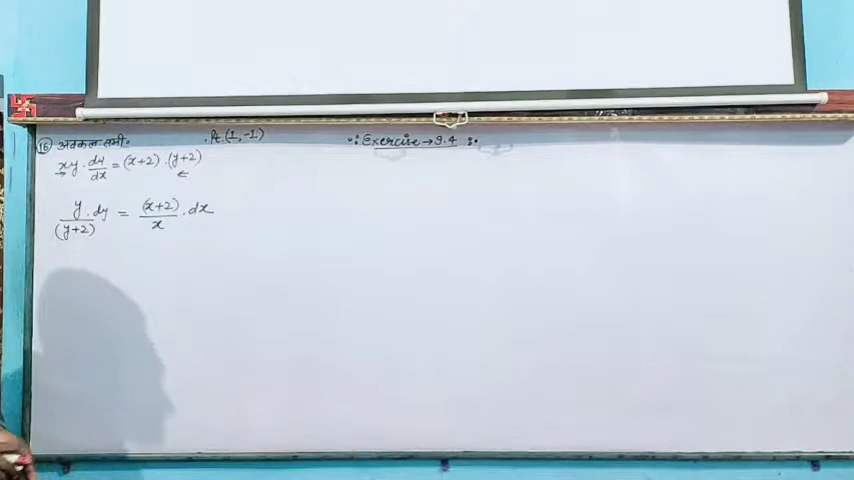 ∴ Exercise → 9.4 :.
(16) अवकल समी॰ . Pt. (1, -1)
xy. dy/dx = (x+2) . (y+2)
y. dy/(y+2) = (x+2)/x . dx